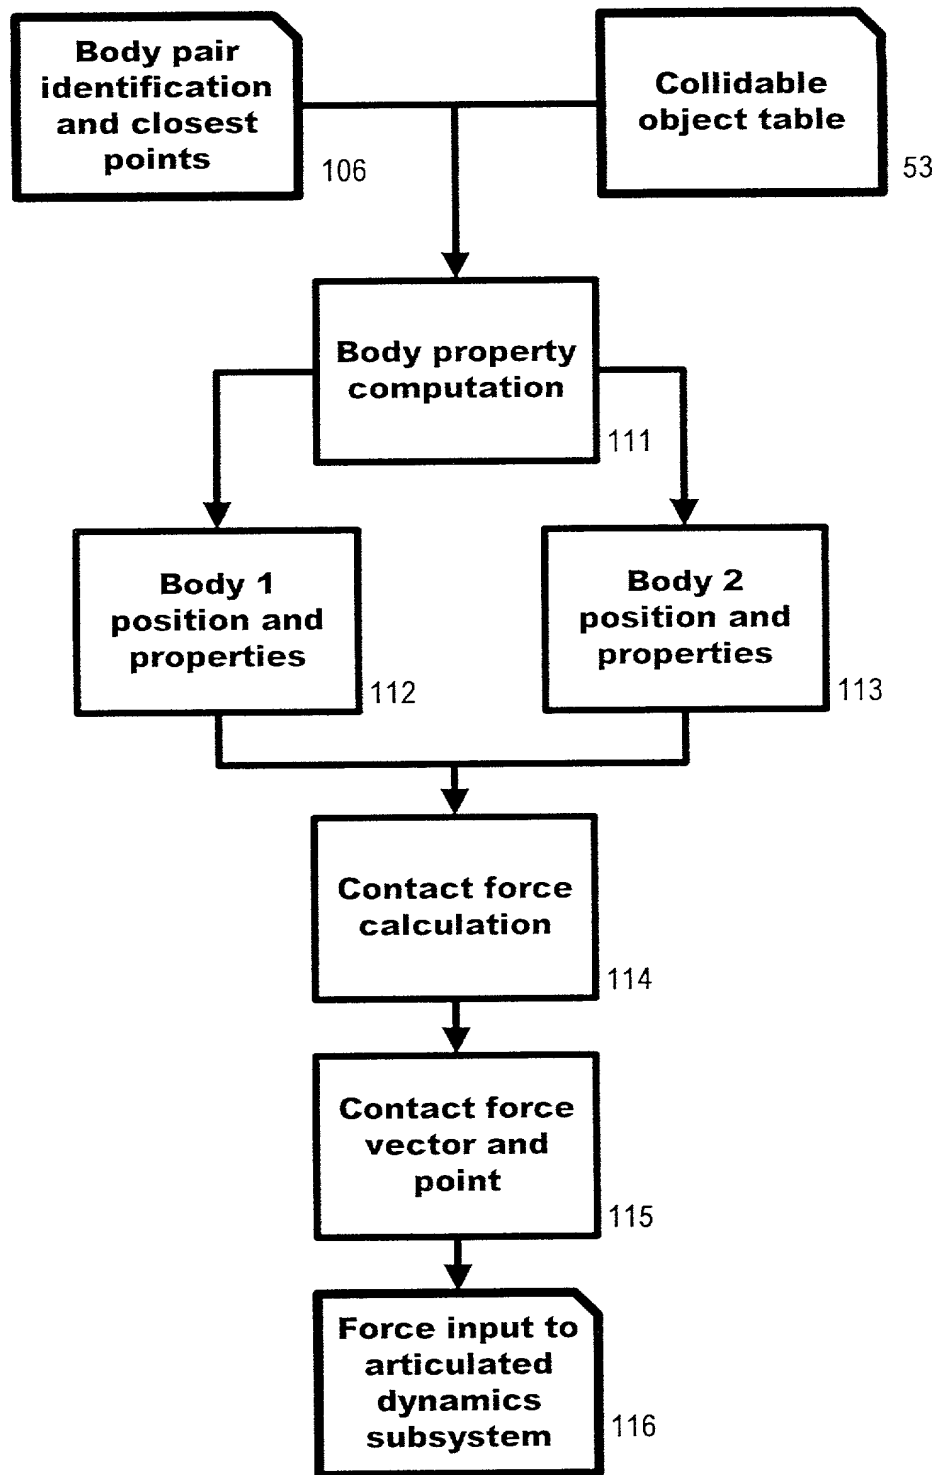 Body pair
identification
and closest
points
106
Collidable
object table
53
Body property
computation
111
Body 1
position and
properties
112
Body 2
position and
properties
113
Contact force
calculation
114
Contact force
vector and
point
115
Force input to
articulated
dynamics
subsystem
116